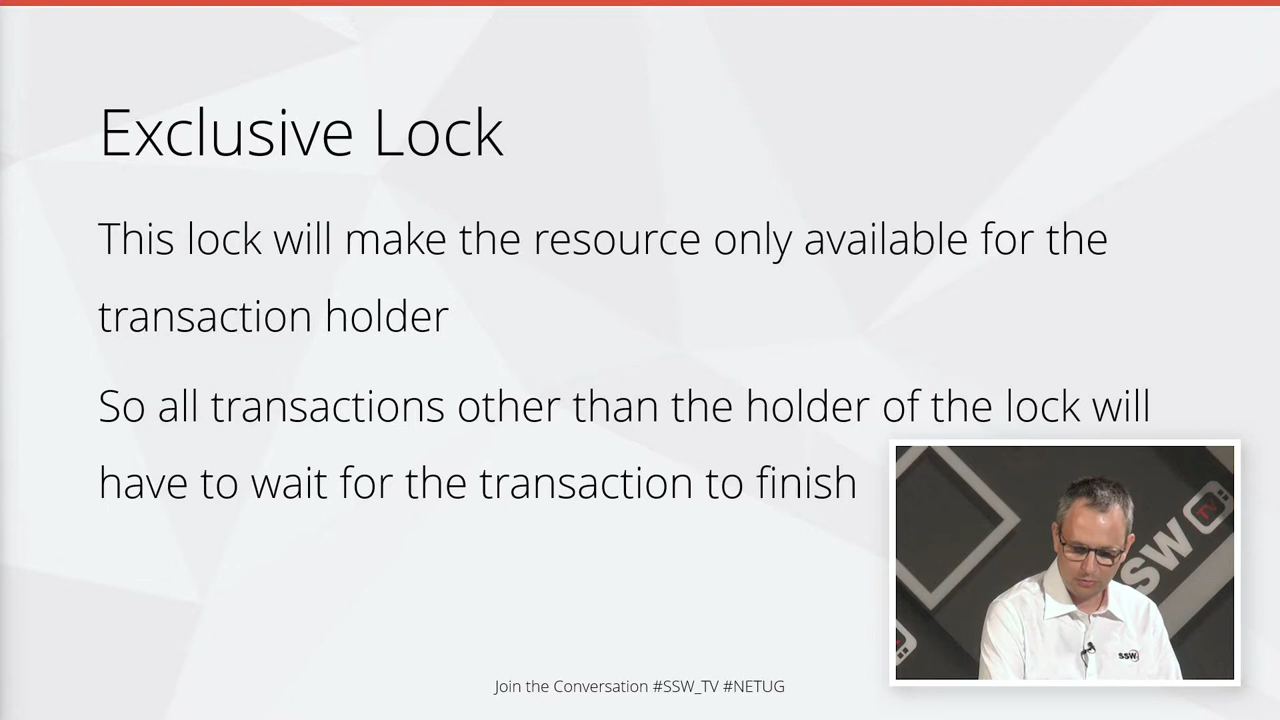 Exclusive Lock
This lock will make the resource only available for the
transaction holder
So all transactions other than the holder of the lock will
have to wait for the transaction to finish
SSW TV
SSW
Join the Conversation #SSW_TV #NETUG